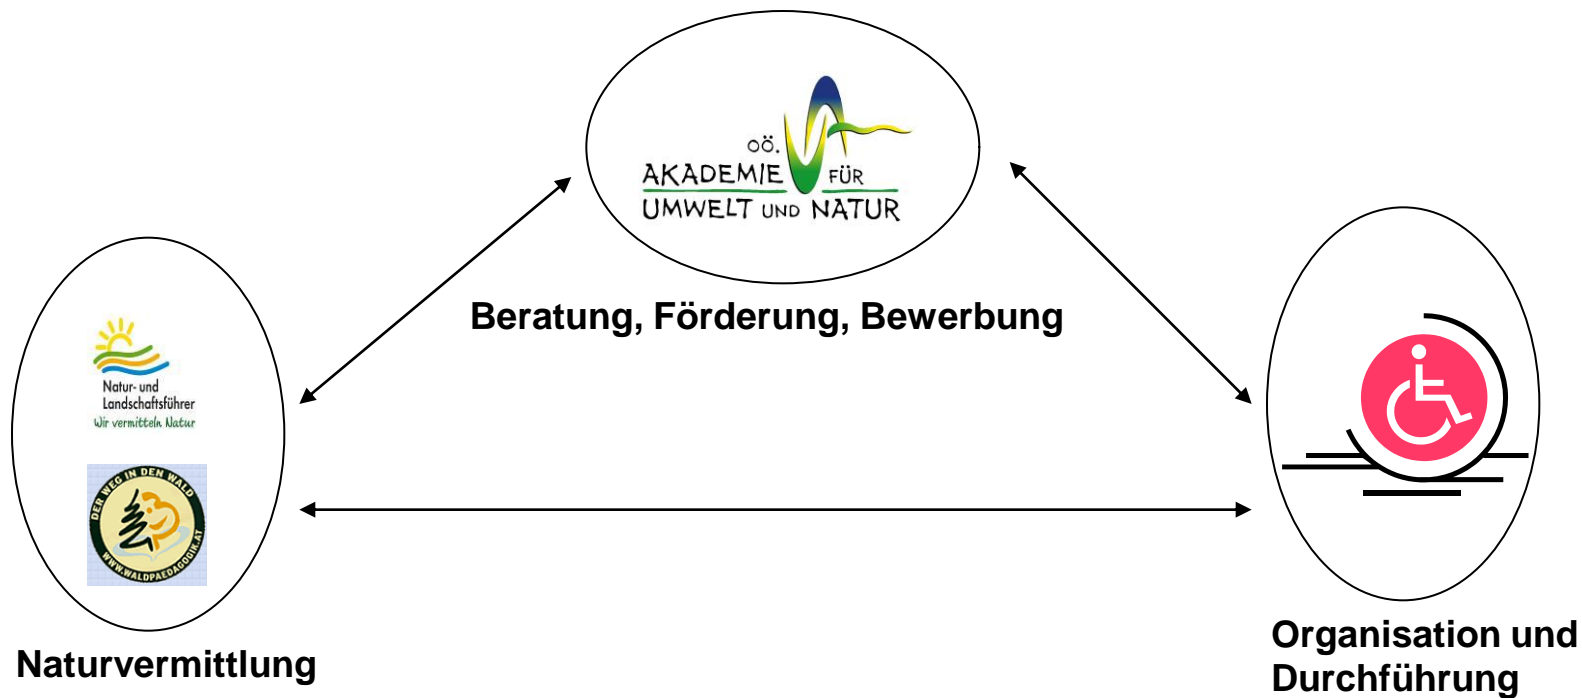 OÖ.
AKADEMIE FÜR
UMWELT UND NATUR
Beratung, Förderung, Bewerbung
Natur- und
Landschaftsführer
Wir vermitteln Natur
DER WEG IN DEN WALD
WWW.WALDPAEDAGOGIK.AT
Naturvermittlung
Organisation und
Durchführung